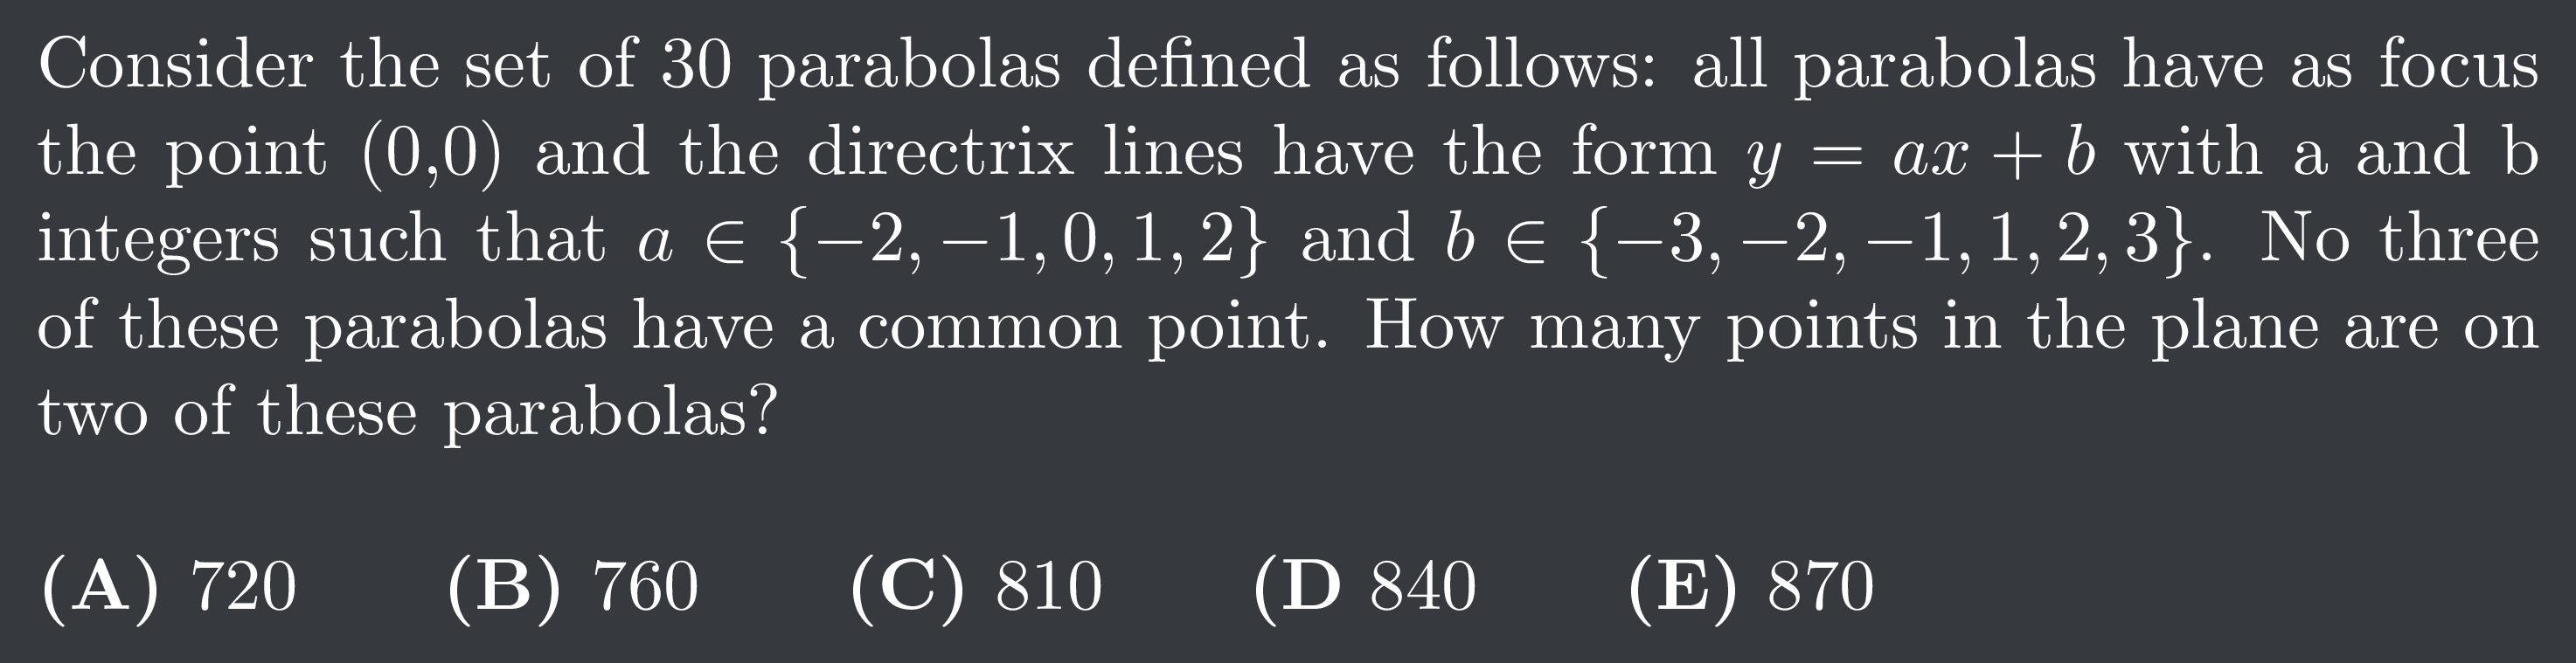 Consider the set of 30 parabolas defined as follows: all parabolas have as focus
the point (0,0) and the directrix lines have the form y = ax + b with a and b
integers such that a ∈ {−2, −1, 0, 1, 2} and b ∈ {−3, −2, −1, 1, 2, 3}. No three
of these parabolas have a common point. How many points in the plane are on
two of these parabolas?
(A) 720 (B) 760 (C) 810 (D 840 (E) 870